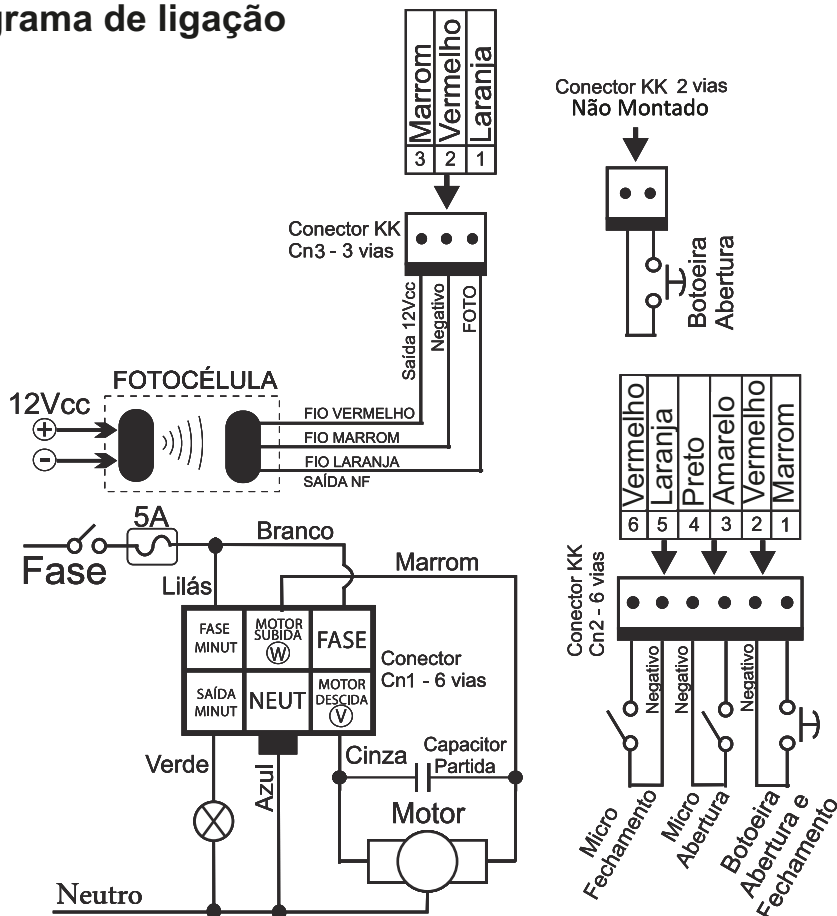 grama de ligação
Marrom
Vermelho
Laranja
3 2 1
Conector KK
Cn3 - 3 vias
Saída 12Vcc
Negativo
FOTO
Conector KK 2 vias
Não Montado
Botoeira
Abertura
FOTOCÉLULA
12Vcc
+
-
FIO VERMELHO
FIO MARROM
FIO LARANJA
SAÍDA NF
Vermelho
Laranja
Preto
Amarelo
Vermelho
Marrom
6 5 4 3 2 1
Conector KK
Cn2 - 6 vias
Negativo
Negativo
Negativo
Micro
Fechamento
Micro
Abertura
Botoeira
Abertura e
Fechamento
5A
Fase
Branco
Lilás
Marrom
FASE
MINUT
MOTOR
SUBIDA
W
FASE
SAÍDA
MINUT
NEUT
MOTOR
DESCIDA
V
Conector
Cn1 - 6 vias
Verde
Azul
Cinza
Capacitor
Partida
Motor
Neutro